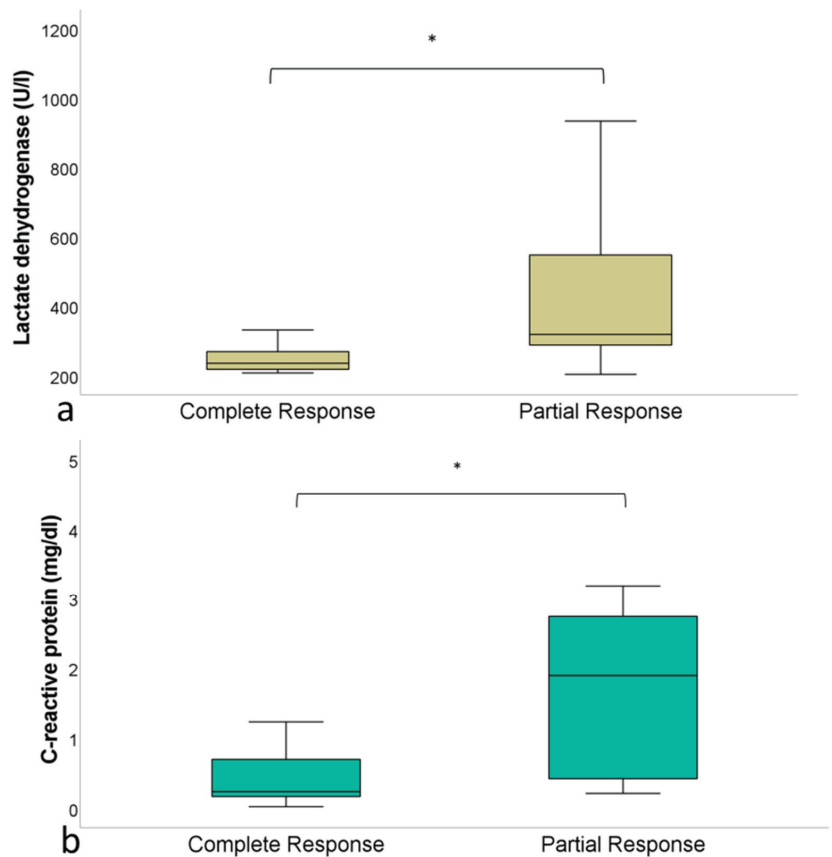 Lactate dehydrogenase (U/l)
1200
1000
800
600
400
200
*
a
Complete Response
Partial Response
C-reactive protein (mg/dl)
5
4
3
2
1
0
*
b
Complete Response
Partial Response